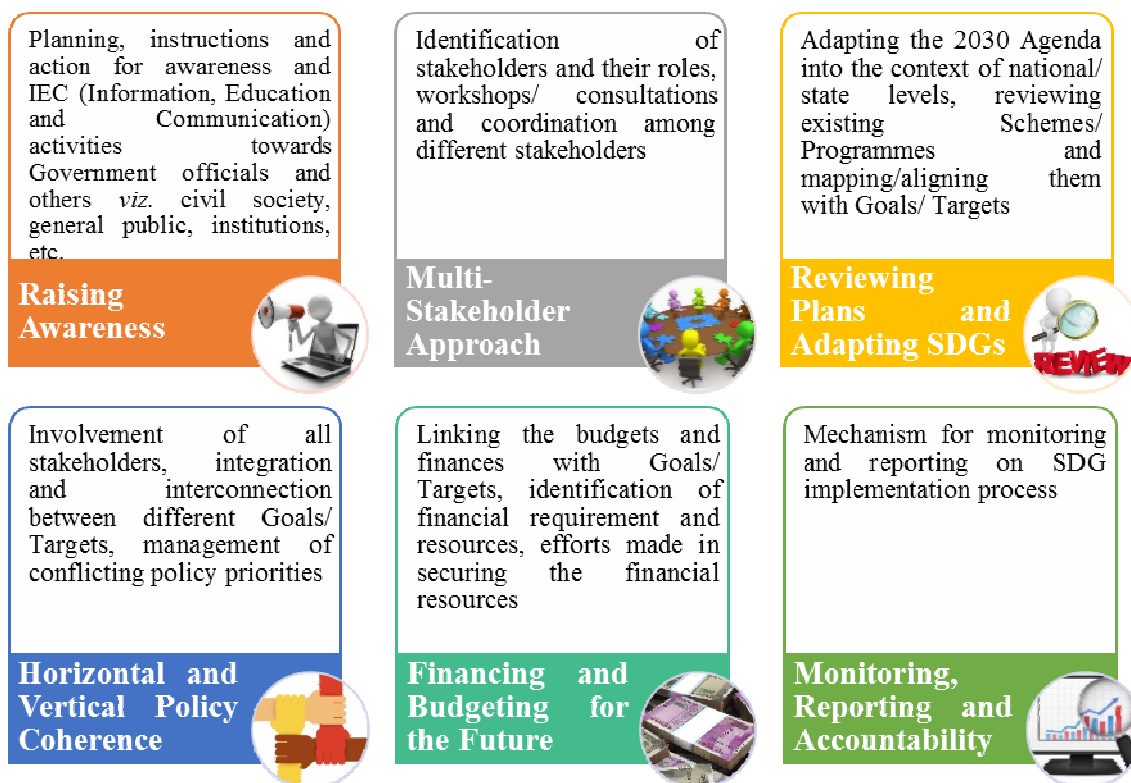 Planning, instructions and
action for awareness and
IEC (Information, Education
and Communication)
activities towards
Government officials and
others viz. civil society,
general public, institutions,
etc.
Raising
Awareness
Identification of
stakeholders and their roles,
workshops/ consultations
and coordination among
different stakeholders
Multi-
Stakeholder
Approach
Adapting the 2030 Agenda
into the context of national/
state levels, reviewing
existing Schemes/
Programmes and
mapping/aligning them
with Goals/ Targets
Reviewing
Plans and
Adapting SDGs
REVIEW
Involvement of all
stakeholders, integration
and interconnection
between different Goals/
Targets, management of
conflicting policy priorities
Horizontal and
Vertical Policy
Coherence
Linking the budgets and
finances with Goals/
Targets, identification of
financial requirement and
resources, efforts made in
securing the financial
resources
Financing and
Budgeting for
the Future
Mechanism for monitoring
and reporting on SDG
implementation process
Monitoring,
Reporting and
Accountability